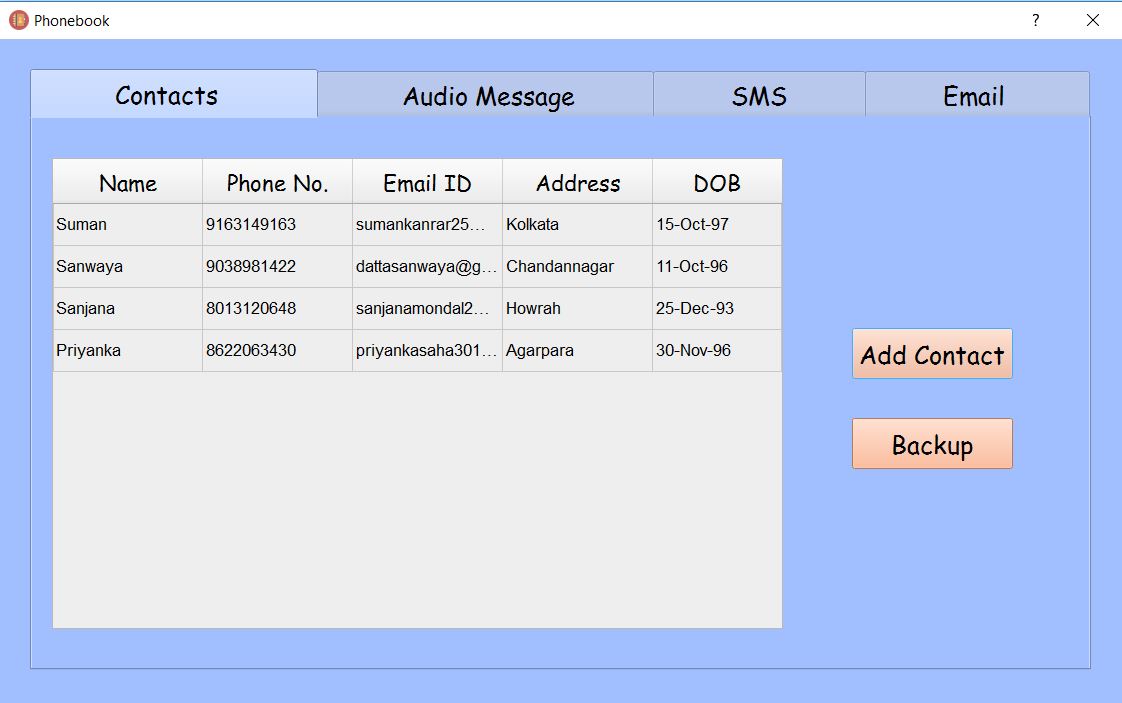 Phonebook ?
Contacts Audio Message SMS Email
Name Phone No. Email ID Address DOB
Suman 9163149163 sumankanrar25... Kolkata 15-Oct-97
Sanwaya 9038981422 dattasanwaya@g... Chandannagar 11-Oct-96
Sanjana 8013120648 sanjanamondal2... Howrah 25-Dec-93
Priyanka 8622063430 priyankasaha301... Agarpara 30-Nov-96
Add Contact
Backup